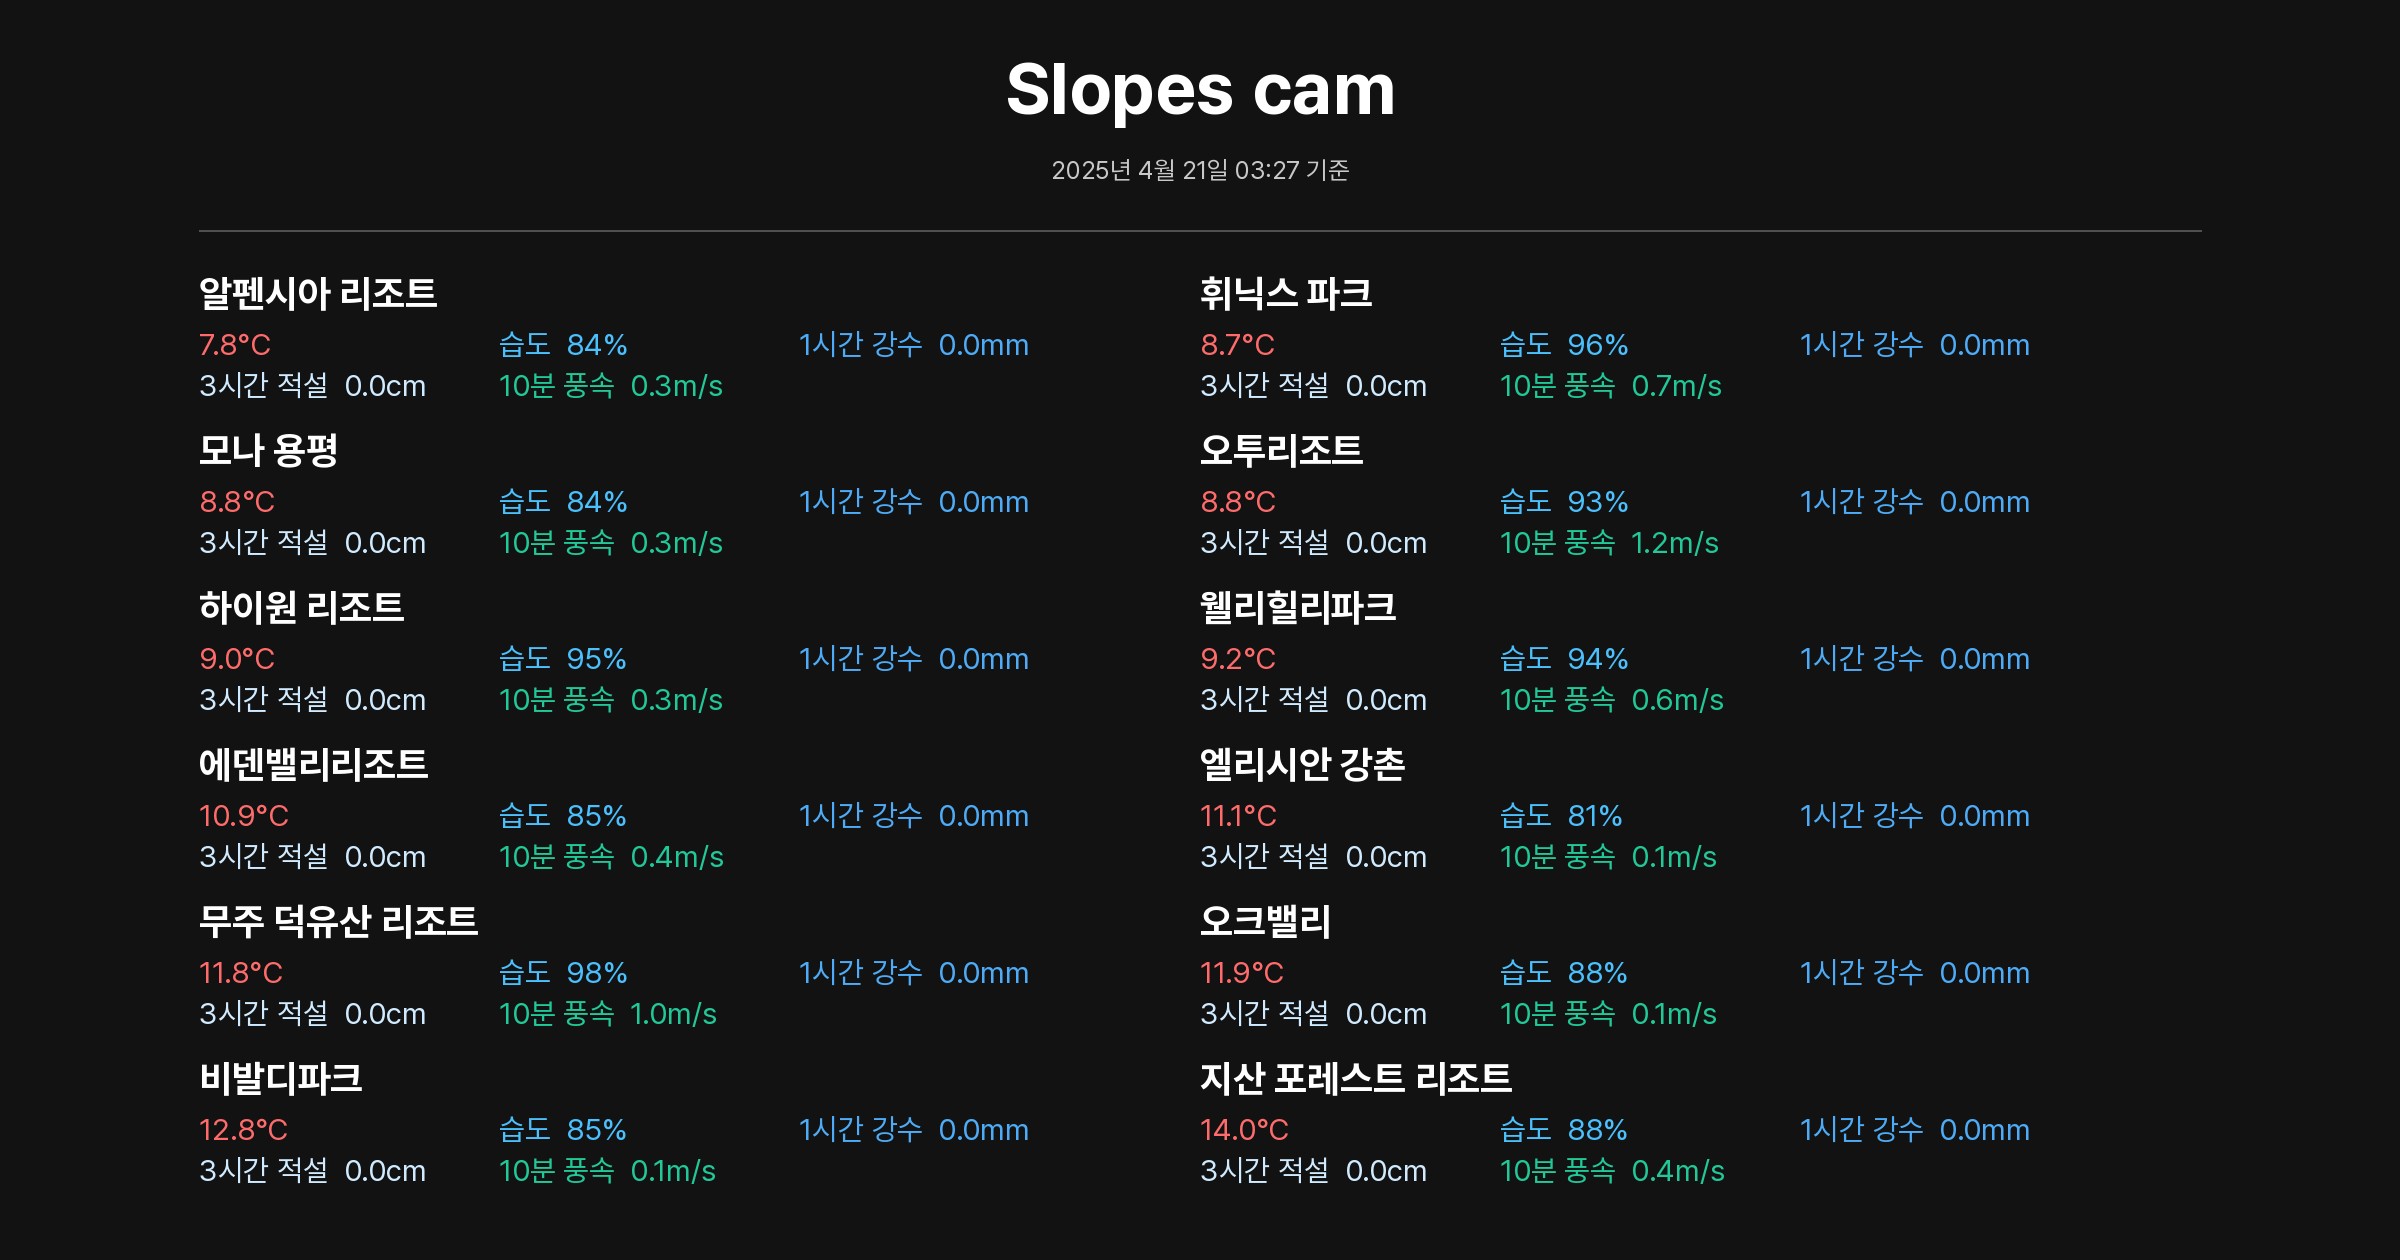 Slopes cam
2025년 4월 21일 03:27 기준
알펜시아 리조트
7.8°C 습도 84% 1시간 강수 0.0mm
3시간 적설 0.0cm 10분 풍속 0.3m/s
휘닉스 파크
8.7°C 습도 96% 1시간 강수 0.0mm
3시간 적설 0.0cm 10분 풍속 0.7m/s
모나 용평
8.8°C 습도 84% 1시간 강수 0.0mm
3시간 적설 0.0cm 10분 풍속 0.3m/s
오투리조트
8.8°C 습도 93% 1시간 강수 0.0mm
3시간 적설 0.0cm 10분 풍속 1.2m/s
하이원 리조트
9.0°C 습도 95% 1시간 강수 0.0mm
3시간 적설 0.0cm 10분 풍속 0.3m/s
웰리힐리파크
9.2°C 습도 94% 1시간 강수 0.0mm
3시간 적설 0.0cm 10분 풍속 0.6m/s
에덴밸리리조트
10.9°C 습도 85% 1시간 강수 0.0mm
3시간 적설 0.0cm 10분 풍속 0.4m/s
엘리시안 강촌
11.1°C 습도 81% 1시간 강수 0.0mm
3시간 적설 0.0cm 10분 풍속 0.1m/s
무주 덕유산 리조트
11.8°C 습도 98% 1시간 강수 0.0mm
3시간 적설 0.0cm 10분 풍속 1.0m/s
오크밸리
11.9°C 습도 88% 1시간 강수 0.0mm
3시간 적설 0.0cm 10분 풍속 0.1m/s
비발디파크
12.8°C 습도 85% 1시간 강수 0.0mm
3시간 적설 0.0cm 10분 풍속 0.1m/s
지산 포레스트 리조트
14.0°C 습도 88% 1시간 강수 0.0mm
3시간 적설 0.0cm 10분 풍속 0.4m/s